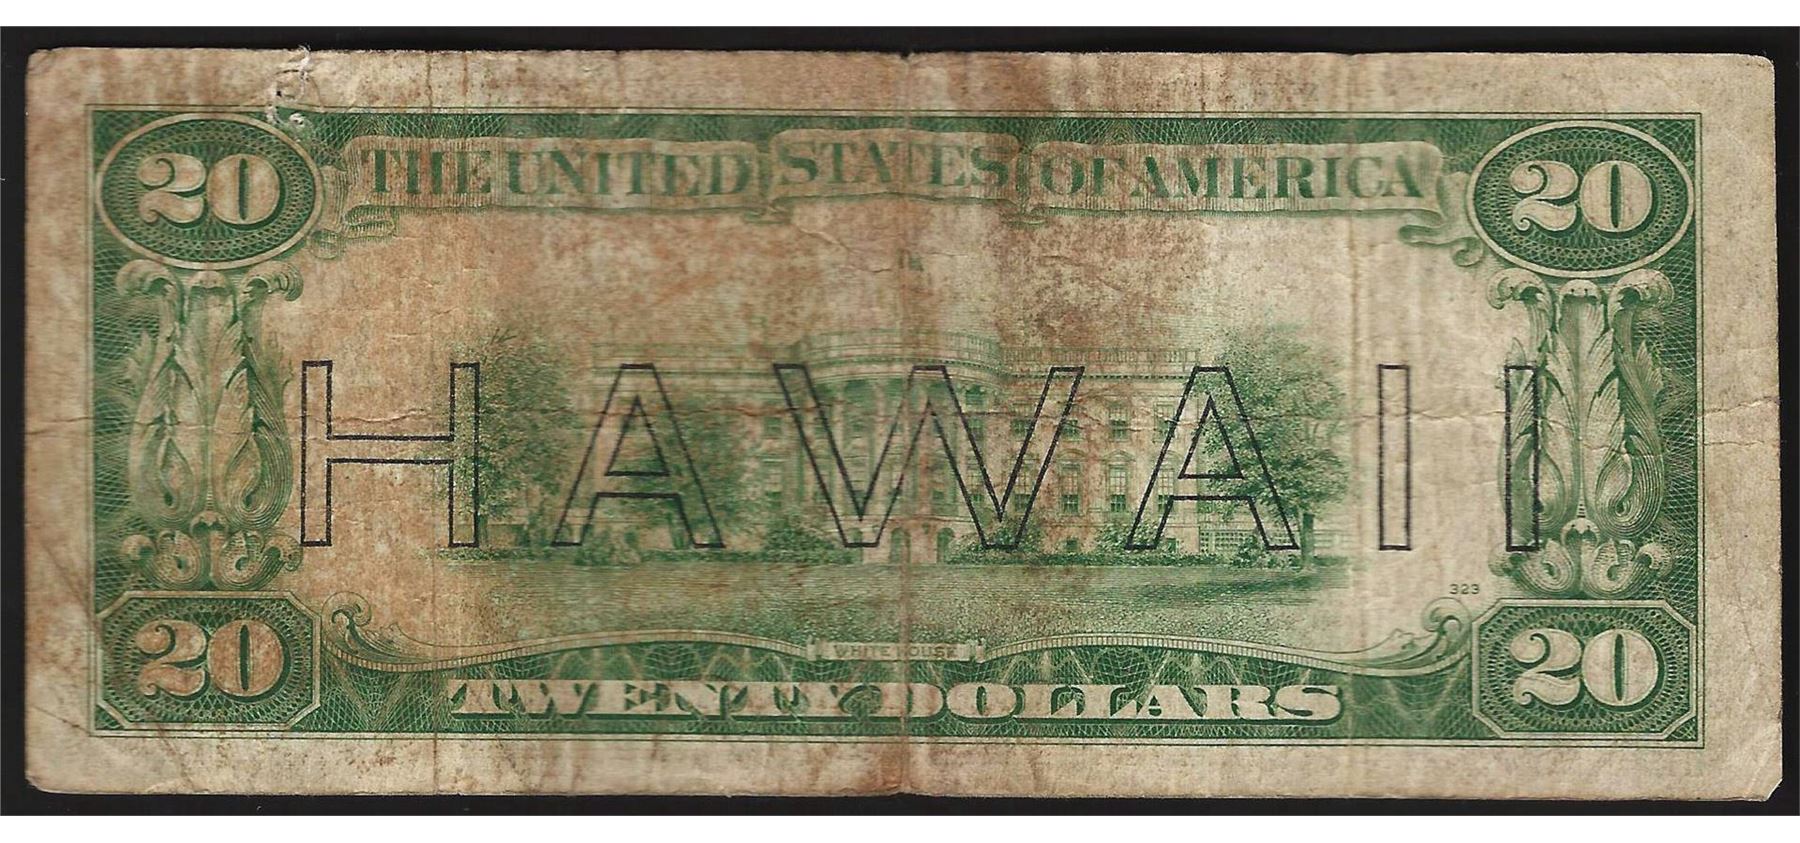 20 THE UNITED STATES OF AMERICA 20
HAWAII
323
WHITE HOUSE
20 TWENTY DOLLARS 20